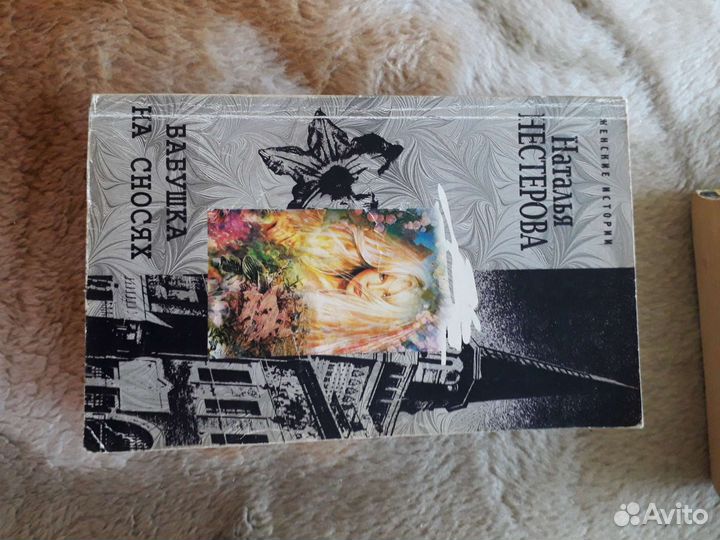 ЖЕНСКИЕ ИСТОРИИ
Наталья
НЕСТЕРОВА
БАБУШКА
НА СНОСЯХ
Avito